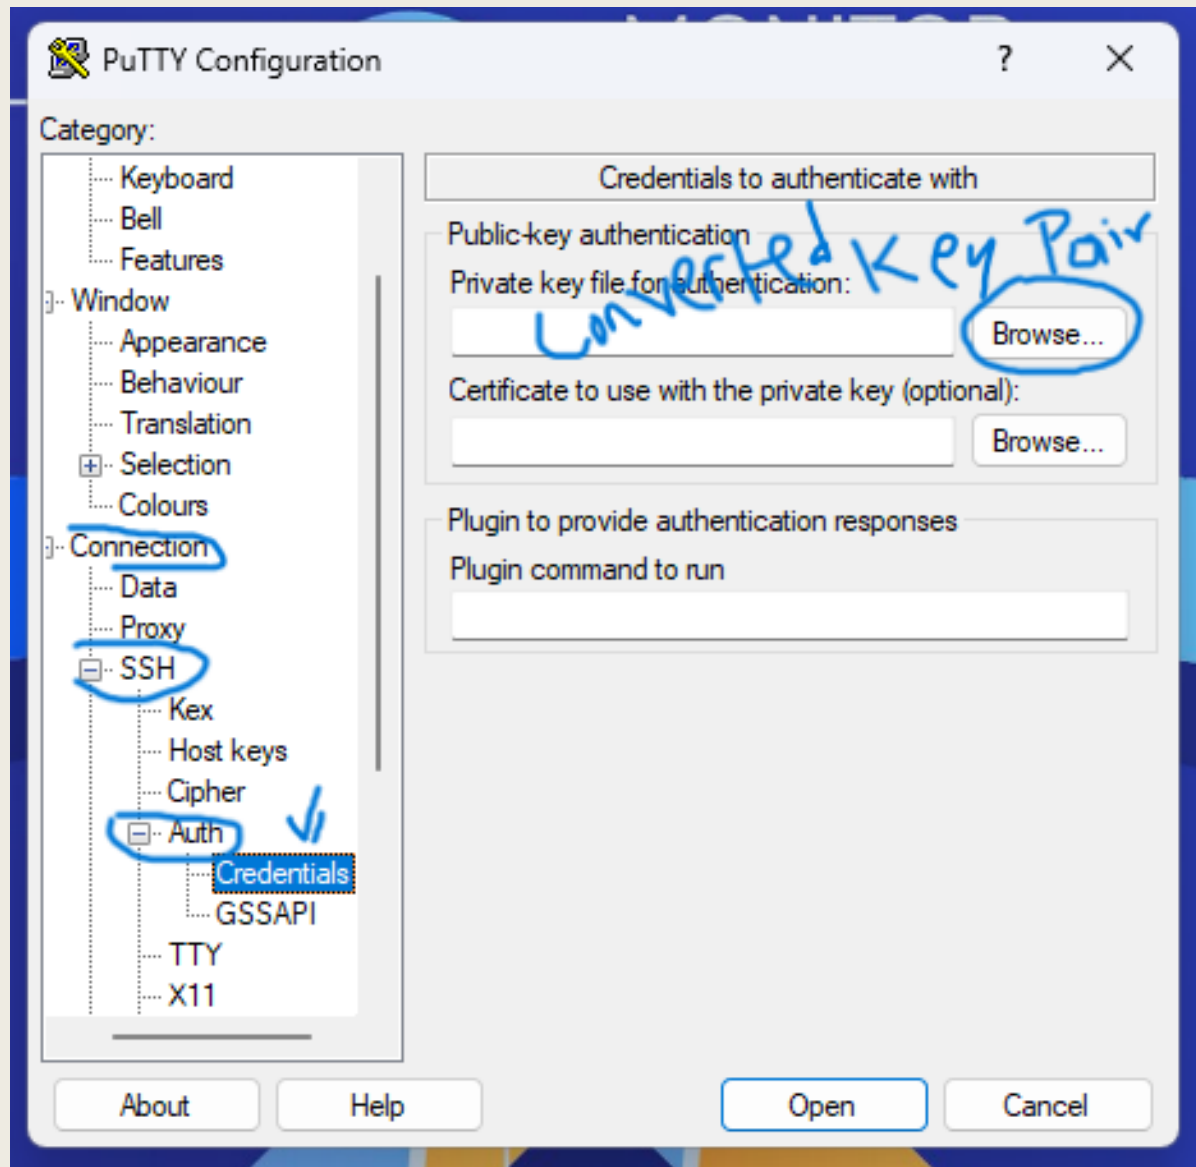 MONITOR
PuTTY Configuration
?
Category:
Keyboard
Bell
Features
Window
Appearance
Behaviour
Translation
Selection
Colours
Connection
Data
Proxy
SSH
Kex
Host keys
Cipher
Auth
Credentials
GSSAPI
TTY
X11
Credentials to authenticate with
Public-key authentication
Converted Key Pair
Private key file for authentication:
Browse...
Certificate to use with the private key (optional):
Browse...
Plugin to provide authentication responses
Plugin command to run
About
Help
Open
Cancel